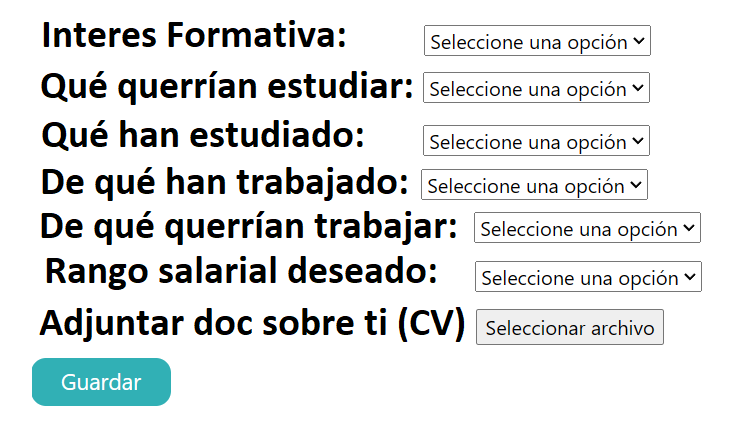 Interes Formativa: Seleccione una opción
Qué querrían estudiar: Seleccione una opción
Qué han estudiado: Seleccione una opción
De qué han trabajado: Seleccione una opción
De qué querrían trabajar: Seleccione una opción
Rango salarial deseado: Seleccione una opción
Adjuntar doc sobre ti (CV) Seleccionar archivo
Guardar